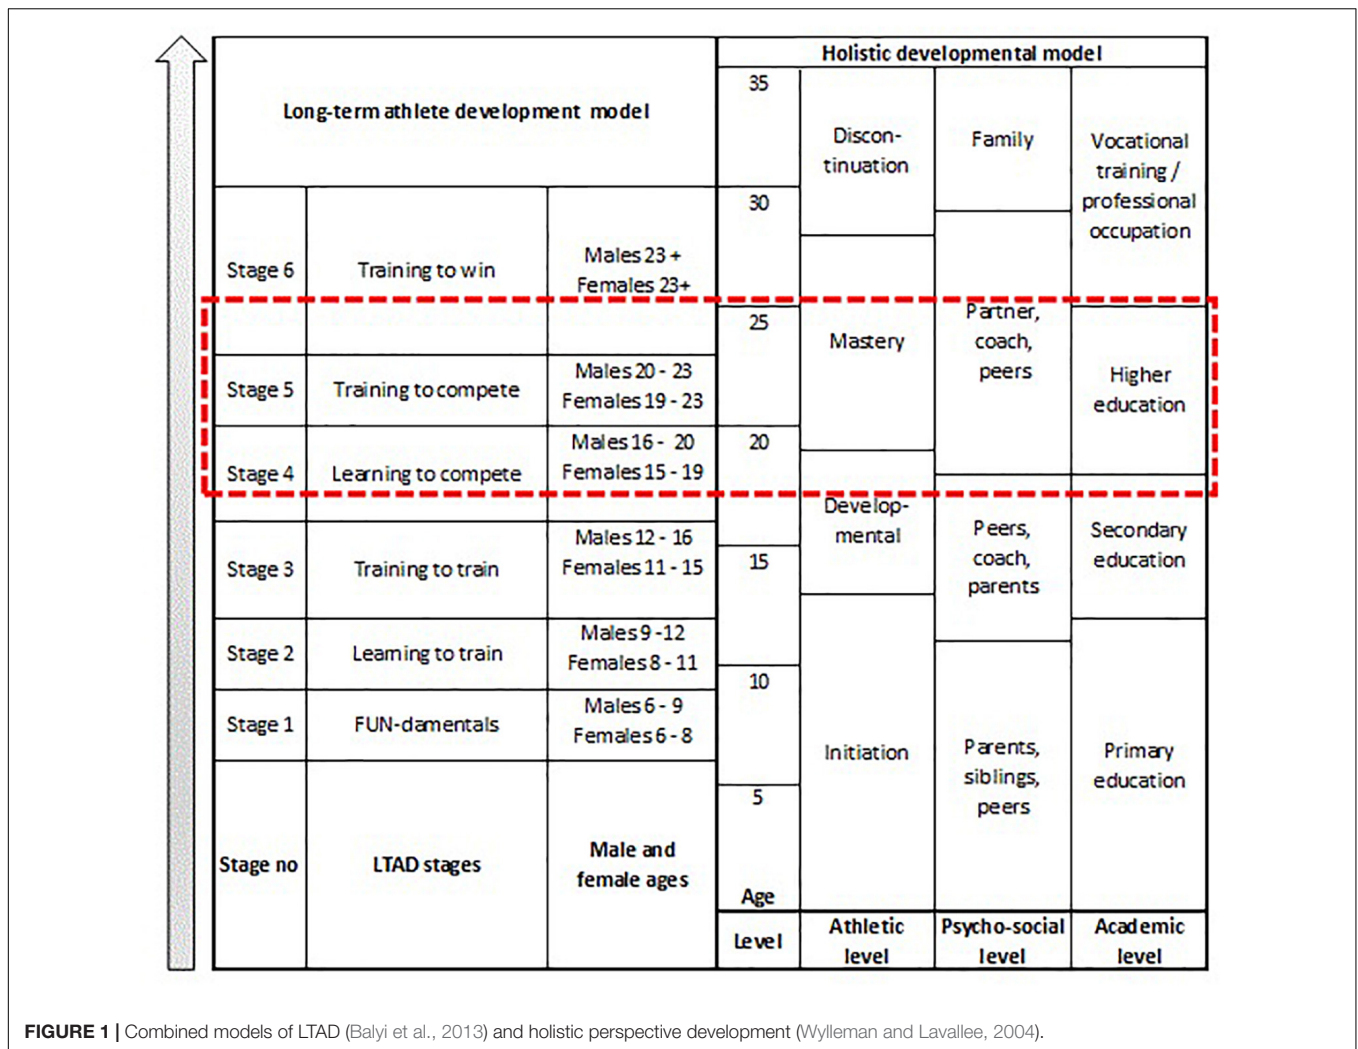 Holistic developmental model
Long-term athlete development model
35
Discon-
tinuation
Family
Vocational
training /
professional
occupation
30
Stage 6
Training to win
Males 23 +
Females 23+
25
Mastery
Partner,
coach,
peers
Higher
education
Stage 5
Training to compete
Males 20 - 23
Females 19 - 23
20
Stage 4
Learning to compete
Males 16 - 20
Females 15 - 19
Develop-
mental
Peers,
coach,
parents
Secondary
education
15
Stage 3
Training to train
Males 12 - 16
Females 11 - 15
Stage 2
Learning to train
Males 9 -12
Females 8 - 11
10
Stage 1
FUN-damentals
Males 6 - 9
Females 6 - 8
Initiation
Parents,
siblings,
peers
Primary
education
5
Stage no
LTAD stages
Male and
female ages
Age
Level
Athletic
level
Psycho-social
level
Academic
level
FIGURE 1 | Combined models of LTAD (Balyi et al., 2013) and holistic perspective development (Wylleman and Lavallee, 2004).